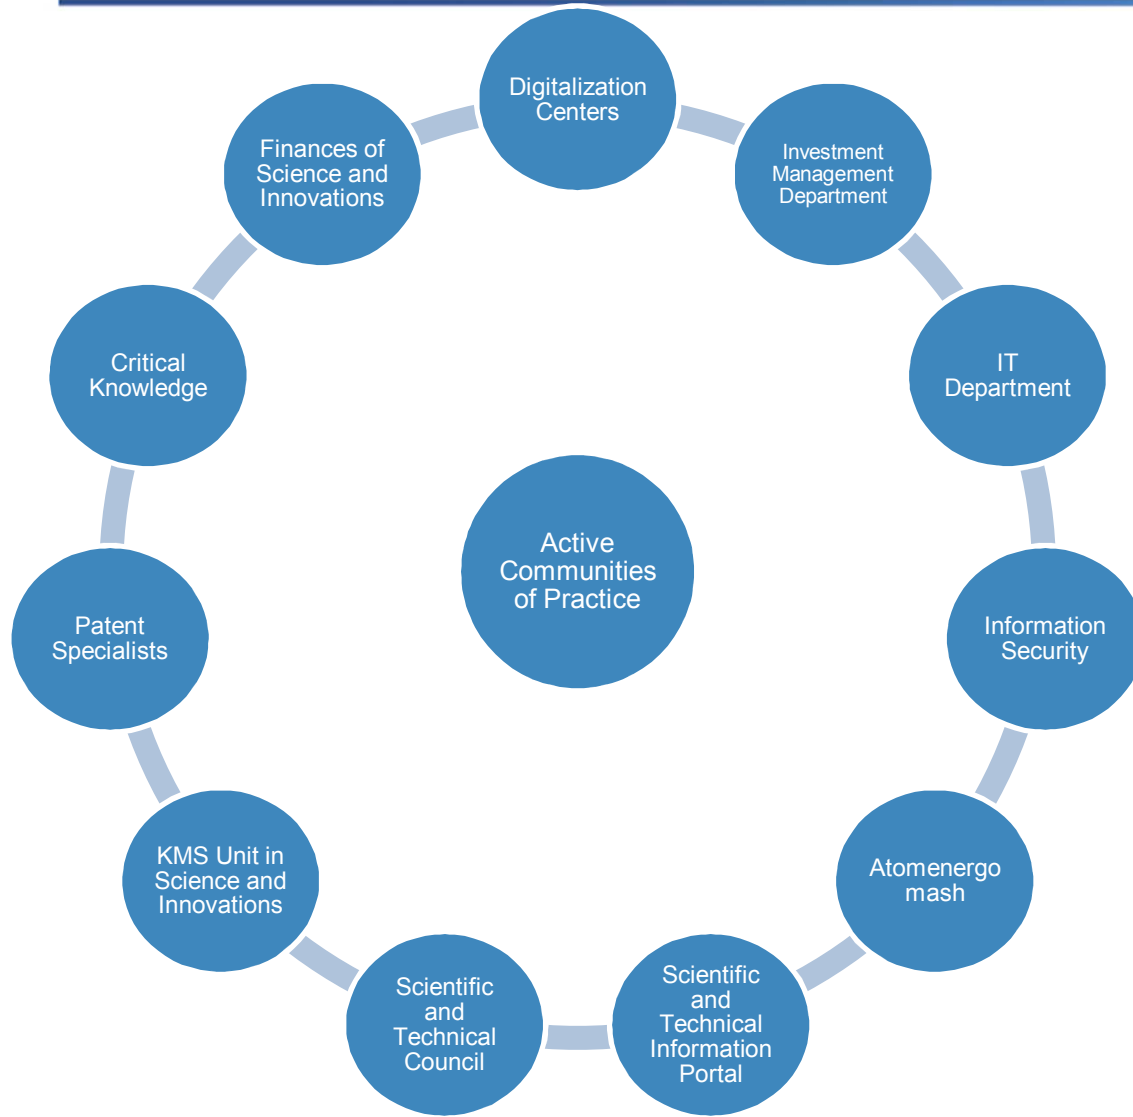 Digitalization
Centers
Investment
Management
Department
IT
Department
Information
Security
Atomenergo
mash
Scientific
and
Technical
Information
Portal
Scientific
and
Technical
Council
KMS Unit in
Science and
Innovations
Patent
Specialists
Critical
Knowledge
Finances of
Science and
Innovations
Active
Communities
of Practice